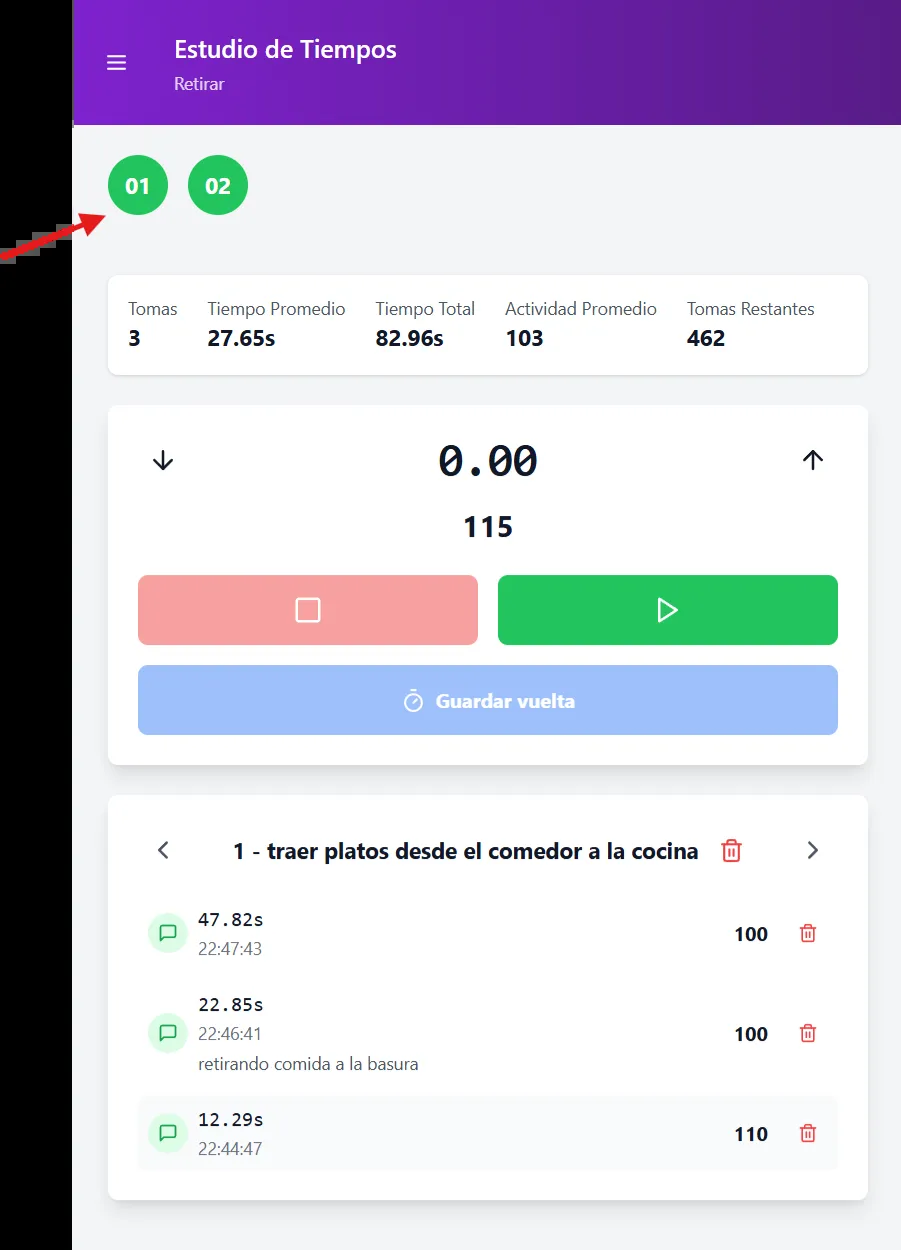 Estudio de Tiempos
Retirar
01 02
Tomas Tiempo Promedio Tiempo Total Actividad Promedio Tomas Restantes
3 27.65s 82.96s 103 462
0.00
115
Guardar vuelta
1 - traer platos desde el comedor a la cocina
47.82s
22:47:43
100
22.85s
22:46:41
100
retirando comida a la basura
12.29s
22:44:47
110